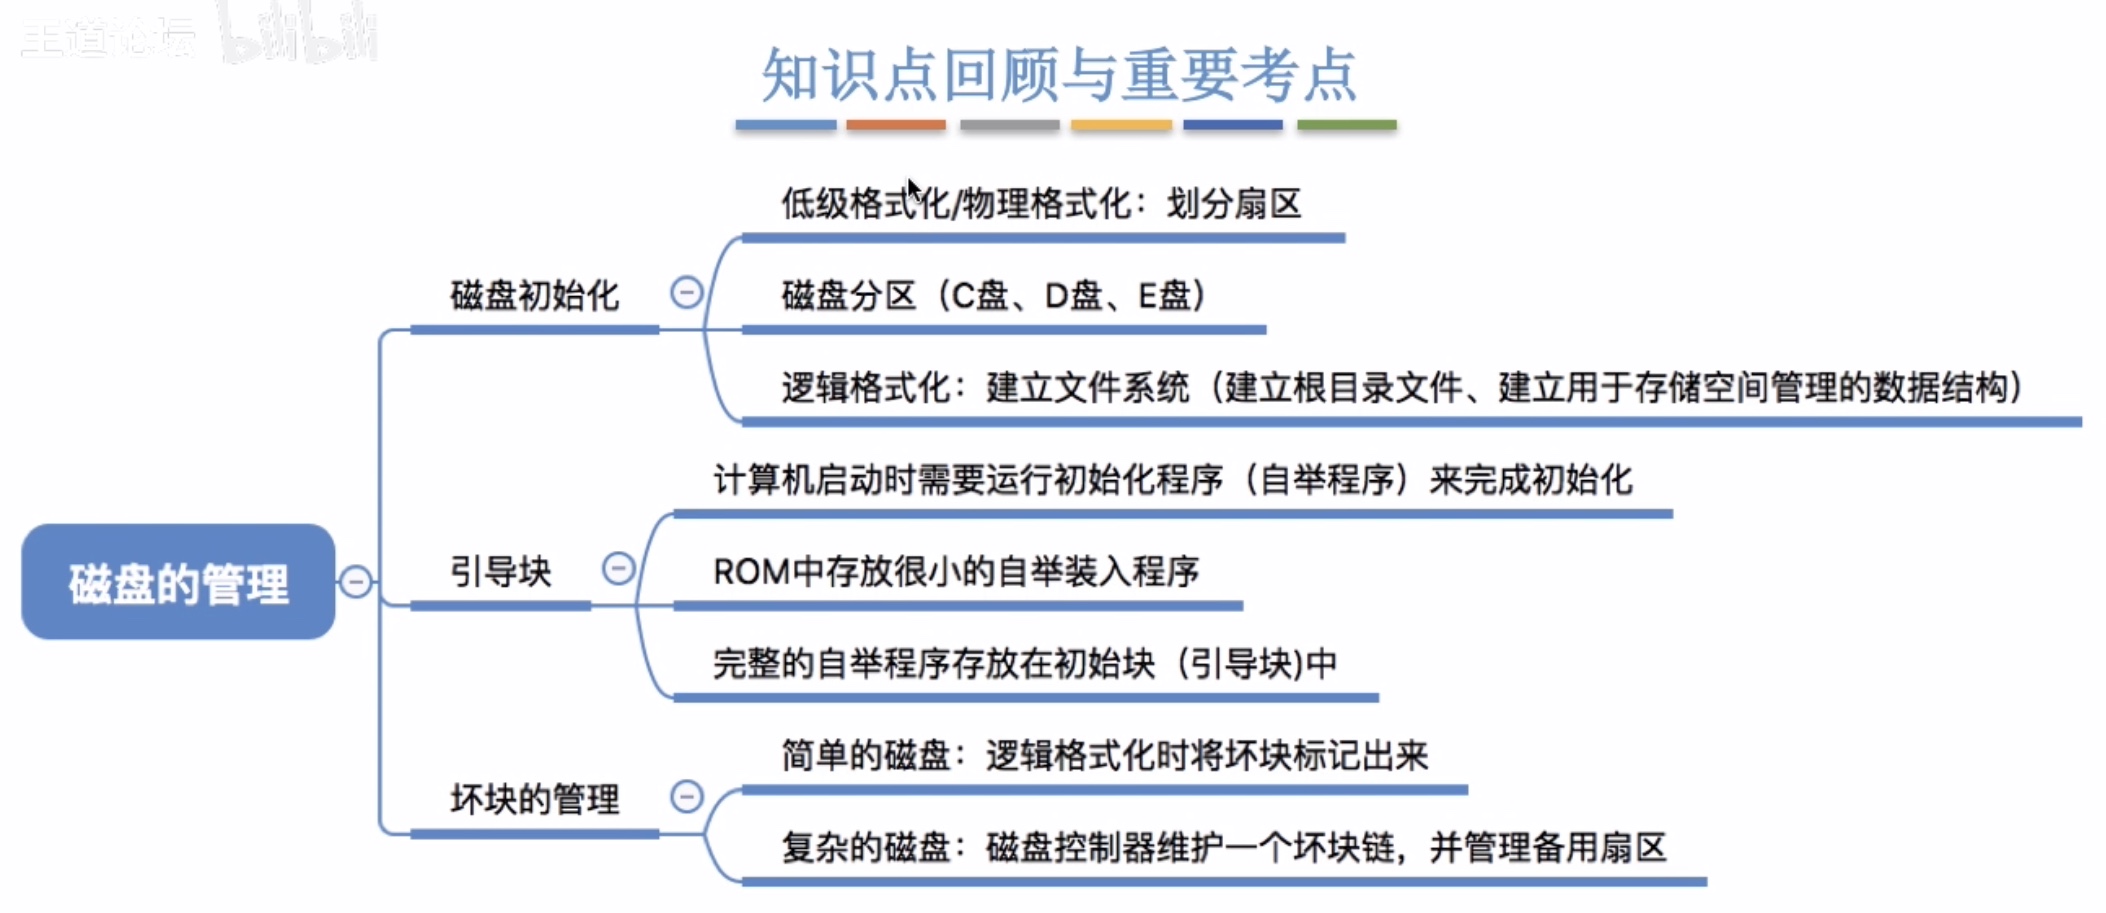 王道论坛 bilibili
知识点回顾与重要考点
低级格式化/物理格式化：划分扇区
磁盘初始化
磁盘分区（C盘、D盘、E盘）
逻辑格式化：建立文件系统（建立根目录文件、建立用于存储空间管理的数据结构）
计算机启动时需要运行初始化程序（自举程序）来完成初始化
磁盘的管理
引导块
ROM中存放很小的自举装入程序
完整的自举程序存放在初始块（引导块)中
简单的磁盘：逻辑格式化时将坏块标记出来
坏块的管理
复杂的磁盘：磁盘控制器维护一个坏块链，并管理备用扇区